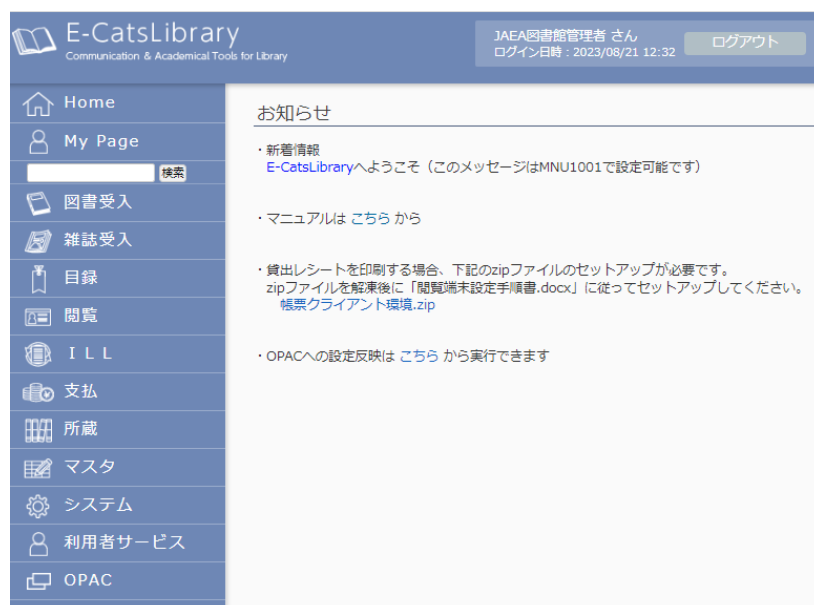 E-CatsLibrary
Communication & Academical Tools for Library
JAEA図書館管理者 さん
ログイン日時 : 2023/08/21 12:32
ログアウト
Home
My Page
検索
図書受入
雑誌受入
目録
閲覧
ＩＬＬ
支払
所蔵
マスタ
システム
利用者サービス
OPAC
お知らせ
・新着情報
E-CatsLibraryへようこそ（このメッセージはMNU1001で設定可能です）
・マニュアルは こちら から
・貸出レシートを印刷する場合、下記のzipファイルのセットアップが必要です。
zipファイルを解凍後に「閲覧端末設定手順書.docx」に従ってセットアップしてください。
帳票クライアント環境.zip
・OPACへの設定反映は こちら から実行できます